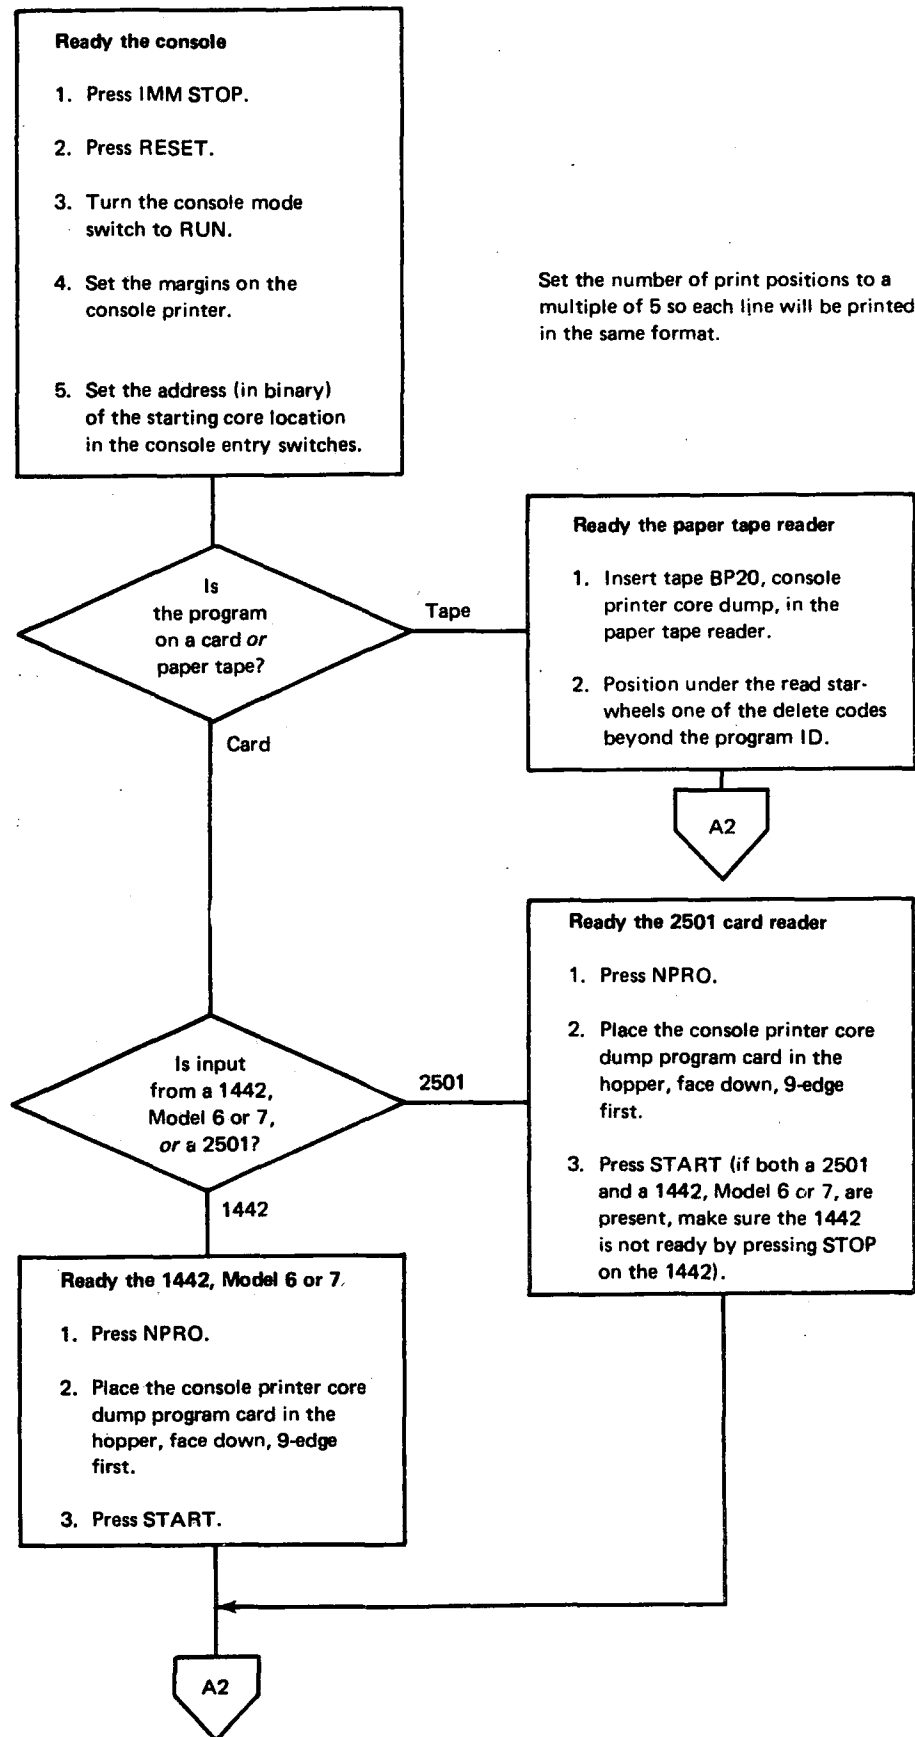 Ready the console
1. Press IMM STOP.
2. Press RESET.
3. Turn the console mode
switch to RUN.
4. Set the margins on the
console printer.
Set the number of print positions to a
multiple of 5 so each line will be printed
in the same format.
5. Set the address (in binary)
of the starting core location
in the console entry switches.
Is
the program
on a card or
paper tape?
Tape
Card
Ready the paper tape reader
1. Insert tape BP20, console
printer core dump, in the
paper tape reader.
2. Position under the read star-
wheels one of the delete codes
beyond the program ID.
A2
Is input
from a 1442,
Model 6 or 7,
or a 2501?
2501
1442
Ready the 2501 card reader
1. Press NPRO.
2. Place the console printer core
dump program card in the
hopper, face down, 9-edge
first.
3. Press START (if both a 2501
and a 1442, Model 6 or 7, are
present, make sure the 1442
is not ready by pressing STOP
on the 1442).
Ready the 1442, Model 6 or 7
1. Press NPRO.
2. Place the console printer core
dump program card in the
hopper, face down, 9-edge
first.
3. Press START.
A2